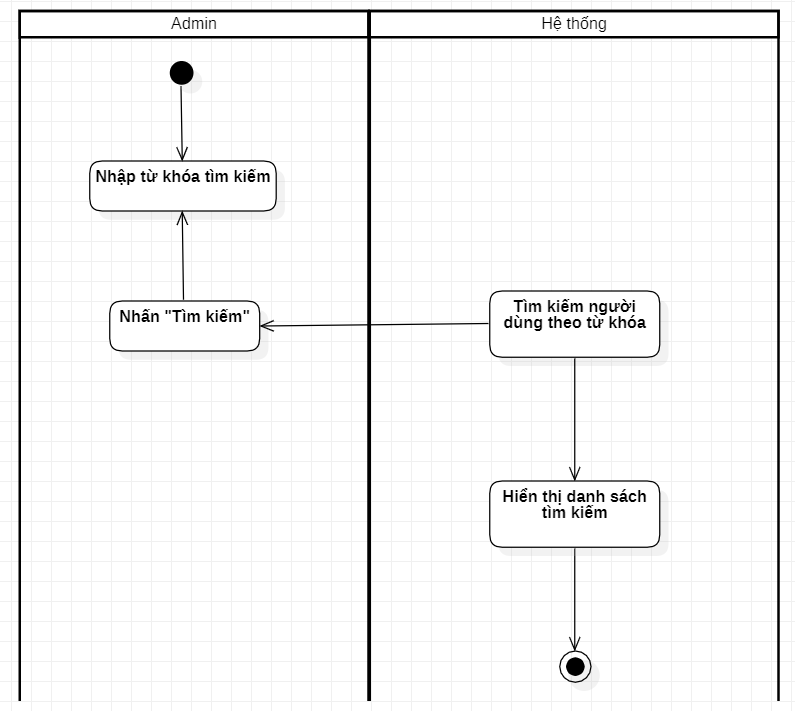 Admin
Hệ thống
Nhập từ khóa tìm kiếm
Nhấn "Tìm kiếm"
Tìm kiếm người
dùng theo từ khóa
Hiển thị danh sách
tìm kiếm